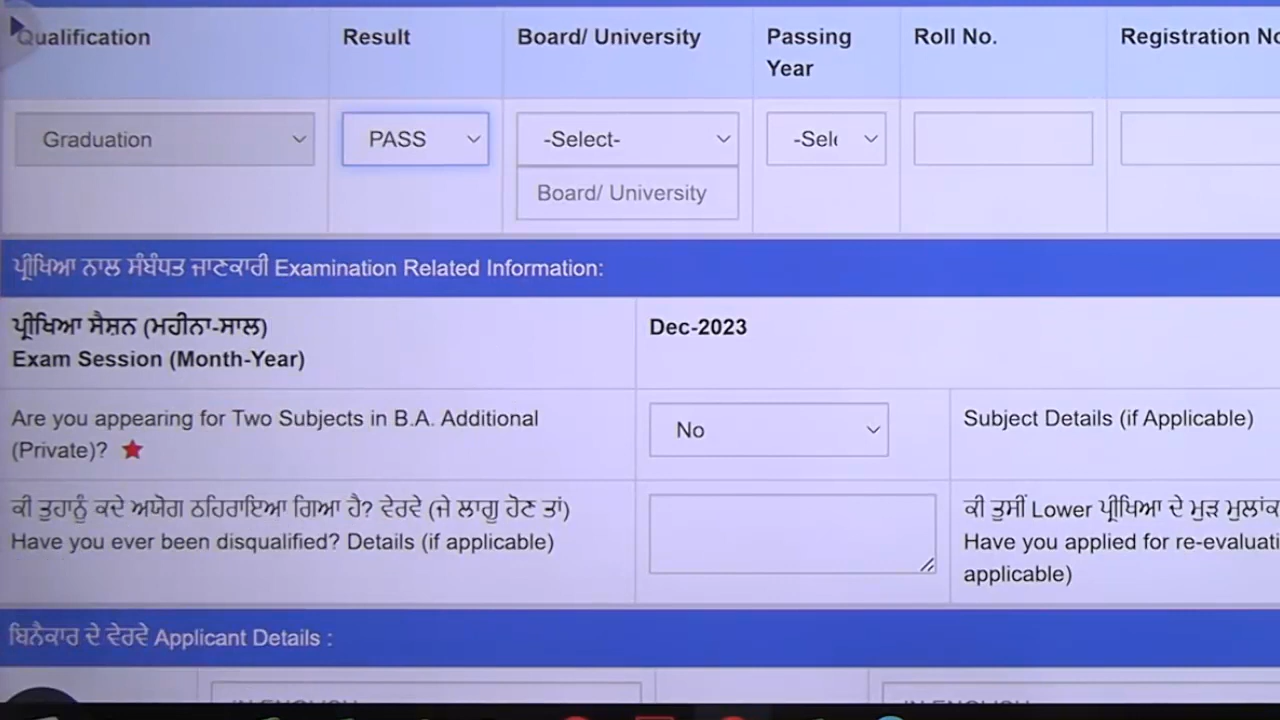 Qualification Result Board/ University Passing Year Roll No. Registration
Graduation PASS -Select- -Sel
Board/ University
ਪ੍ਰੀਖਿਆ ਨਾਲ ਸੰਬੰਧਤ ਜਾਣਕਾਰੀ Examination Related Information:
ਪ੍ਰੀਖਿਆ ਸੈਸ਼ਨ (ਮਹੀਨਾ-ਸਾਲ) Dec-2023
Exam Session (Month-Year)
Are you appearing for Two Subjects in B.A. Additional No Subject Details (if Applicable)
(Private)?
ਕੀ ਤੁਹਾਨੂੰ ਕਦੇ ਅਯੋਗ ਠਹਿਰਾਇਆ ਗਿਆ ਹੈ? ਵੇਰਵੇ (ਜੇ ਲਾਗੂ ਹੋਣ ਤਾਂ) ਕੀ ਤੁਸੀਂ Lower ਪ੍ਰੀਖਿਆ ਦੇ ਮੁੜ
Have you ever been disqualified? Details (if applicable) Have you applied for
applicable)
ਬਿਨੈਕਾਰ ਦੇ ਵੇਰਵੇ Applicant Details :